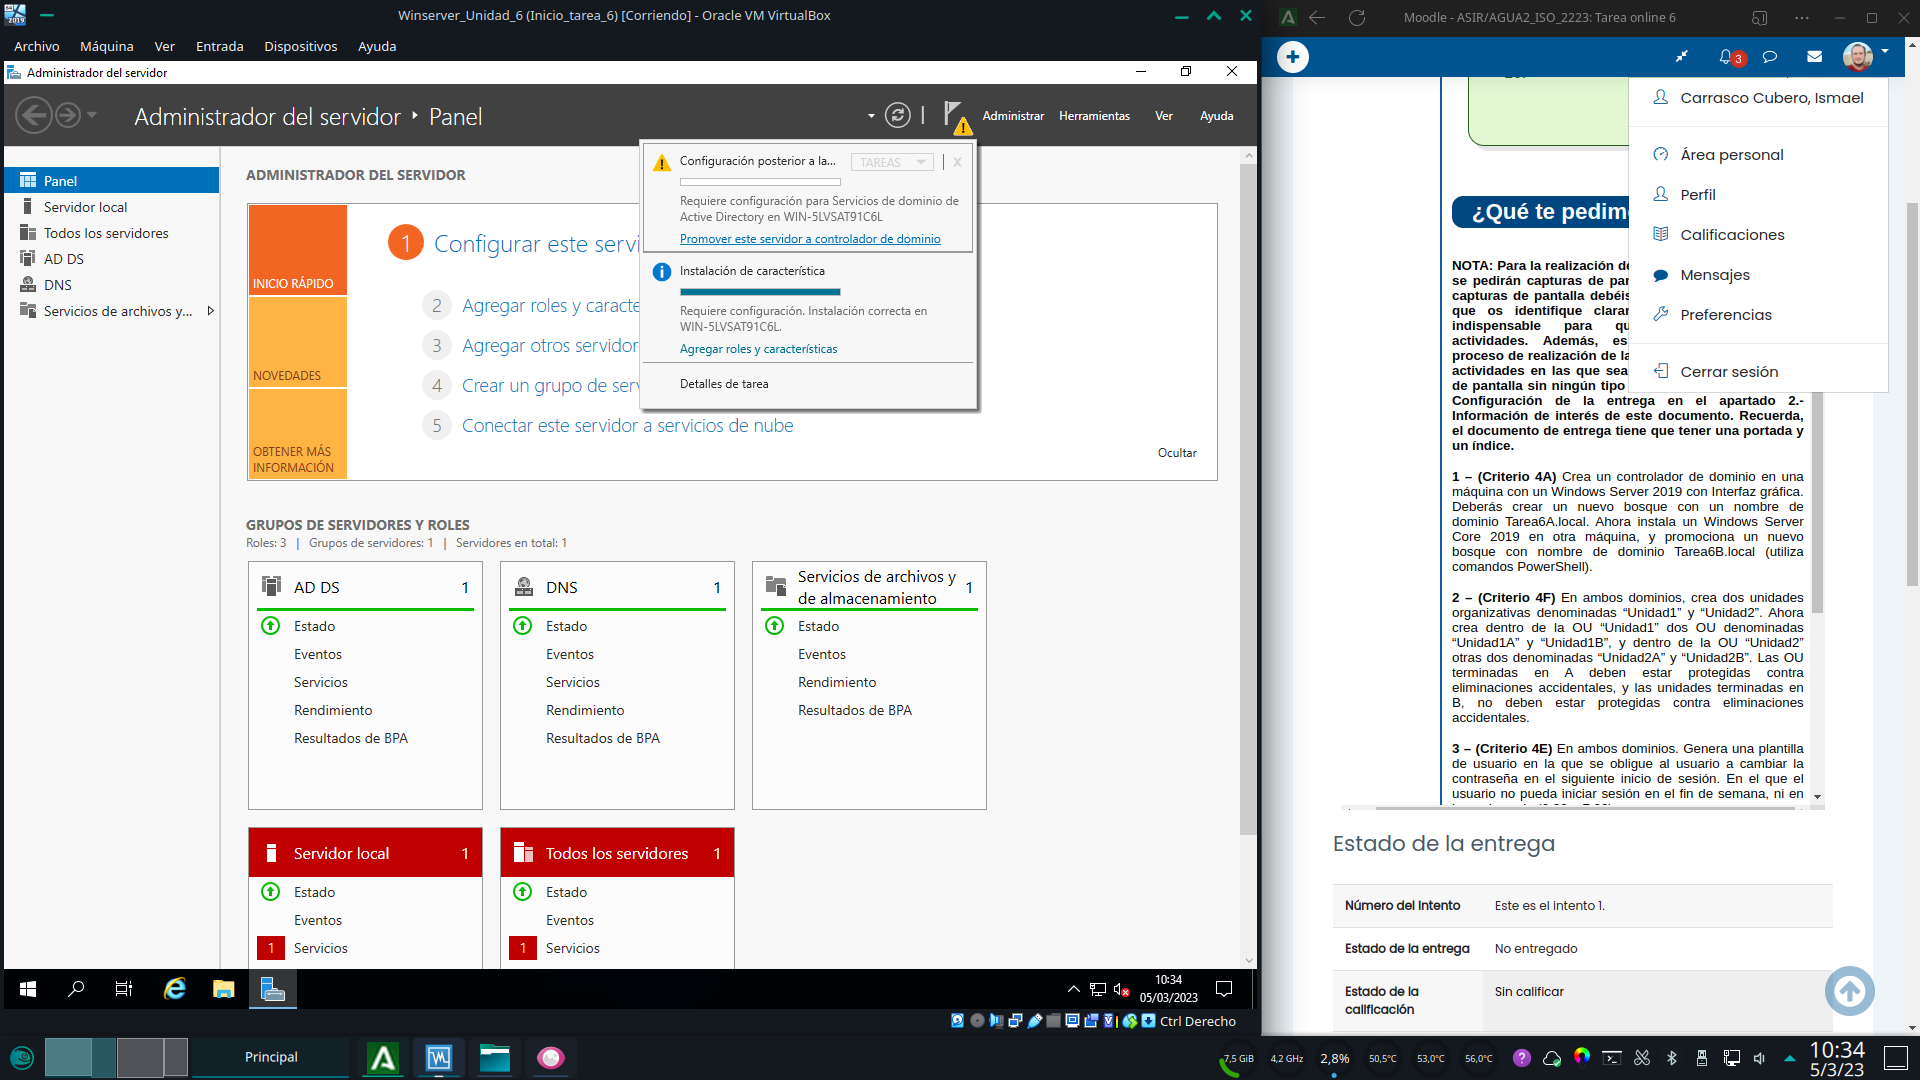 Winserver_Unidad_6 (Inicio_tarea_6) [Corriendo] - Oracle VM VirtualBox
Archivo Máquina Ver Entrada Dispositivos Ayuda
Administrador del servidor
Administrador del servidor ‣ Panel
Administrar Herramientas Ver Ayuda
Panel
Servidor local
Todos los servidores
AD DS
DNS
Servicios de archivos y...
ADMINISTRADOR DEL SERVIDOR
INICIO RÁPIDO
NOVEDADES
OBTENER MÁS
INFORMACIÓN
1 Configurar este servi
2 Agregar roles y caracte
3 Agregar otros servidor
4 Crear un grupo de serv
5 Conectar este servidor a servicios de nube
Ocultar
Configuración posterior a la... TAREAS X
Requiere configuración para Servicios de dominio de
Active Directory en WIN-5LVSAT91C6L
Promover este servidor a controlador de dominio
Instalación de característica
Requiere configuración. Instalación correcta en
WIN-5LVSAT91C6L.
Agregar roles y características
Detalles de tarea
GRUPOS DE SERVIDORES Y ROLES
Roles: 3 | Grupos de servidores: 1 | Servidores en total: 1
AD DS 1
Estado
Eventos
Servicios
Rendimiento
Resultados de BPA
DNS 1
Estado
Eventos
Servicios
Rendimiento
Resultados de BPA
Servicios de archivos y
de almacenamiento 1
Estado
Eventos
Rendimiento
Resultados de BPA
Servidor local 1
Estado
Eventos
1 Servicios
Todos los servidores 1
Estado
Eventos
1 Servicios
10:34
05/03/2023
Ctrl Derecho
Moodle - ASIR/AGUA2_ISO_2223: Tarea online 6
3
Carrasco Cubero, Ismael
Área personal
Perfil
Calificaciones
Mensajes
Preferencias
Cerrar sesión
¿Qué te pedim
NOTA: Para la realización de
se pedirán capturas de pan
capturas de pantalla debéis
que os identifique claran
indispensable para qu
actividades. Además, es
proceso de realización de la
actividades en las que sea
de pantalla sin ningún tipo
Configuración de la entrega en el apartado 2.-
Información de interés de este documento. Recuerda,
el documento de entrega tiene que tener una portada y
un índice.
1 – (Criterio 4A) Crea un controlador de dominio en una
máquina con un Windows Server 2019 con Interfaz gráfica.
Deberás crear un nuevo bosque con un nombre de
dominio Tarea6A.local. Ahora instala un Windows Server
Core 2019 en otra máquina, y promociona un nuevo
bosque con nombre de dominio Tarea6B.local (utiliza
comandos PowerShell).
2 – (Criterio 4F) En ambos dominios, crea dos unidades
organizativas denominadas “Unidad1” y “Unidad2”. Ahora
crea dentro de la OU “Unidad1” dos OU denominadas
“Unidad1A” y “Unidad1B”, y dentro de la OU “Unidad2”
otras dos denominadas “Unidad2A” y “Unidad2B”. Las OU
terminadas en A deben estar protegidas contra
eliminaciones accidentales, y las unidades terminadas en
B, no deben estar protegidas contra eliminaciones
accidentales.
3 – (Criterio 4E) En ambos dominios. Genera una plantilla
de usuario en la que se obligue al usuario a cambiar la
contraseña en el siguiente inicio de sesión. En el que el
usuario no pueda iniciar sesión en el fin de semana, ni en
Estado de la entrega
Número del Intento Este es el intento 1.
Estado de la entrega No entregado
Estado de la
calificación Sin calificar
Principal
7,5 GiB 4,2 GHz 2,8% 50,5°C 53,0°C 56,0°C
10:34
5/3/23